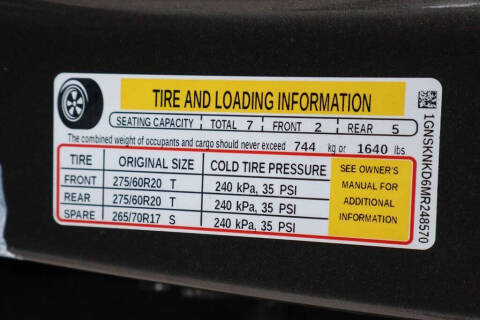 TIRE AND LOADING INFORMATION
SEATING CAPACITY TOTAL 7 FRONT 2 REAR 5
The combined weight of occupants and cargo should never exceed 744 kg or 1640 lbs
TIRE ORIGINAL SIZE COLD TIRE PRESSURE
FRONT 275/60R20 T 240 kPa, 35 PSI
REAR 275/60R20 T 240 kPa, 35 PSI
SPARE 265/70R17 S 240 kPa, 35 PSI
SEE OWNER'S
MANUAL FOR
ADDITIONAL
INFORMATION
1GNSKNKD6MR248570